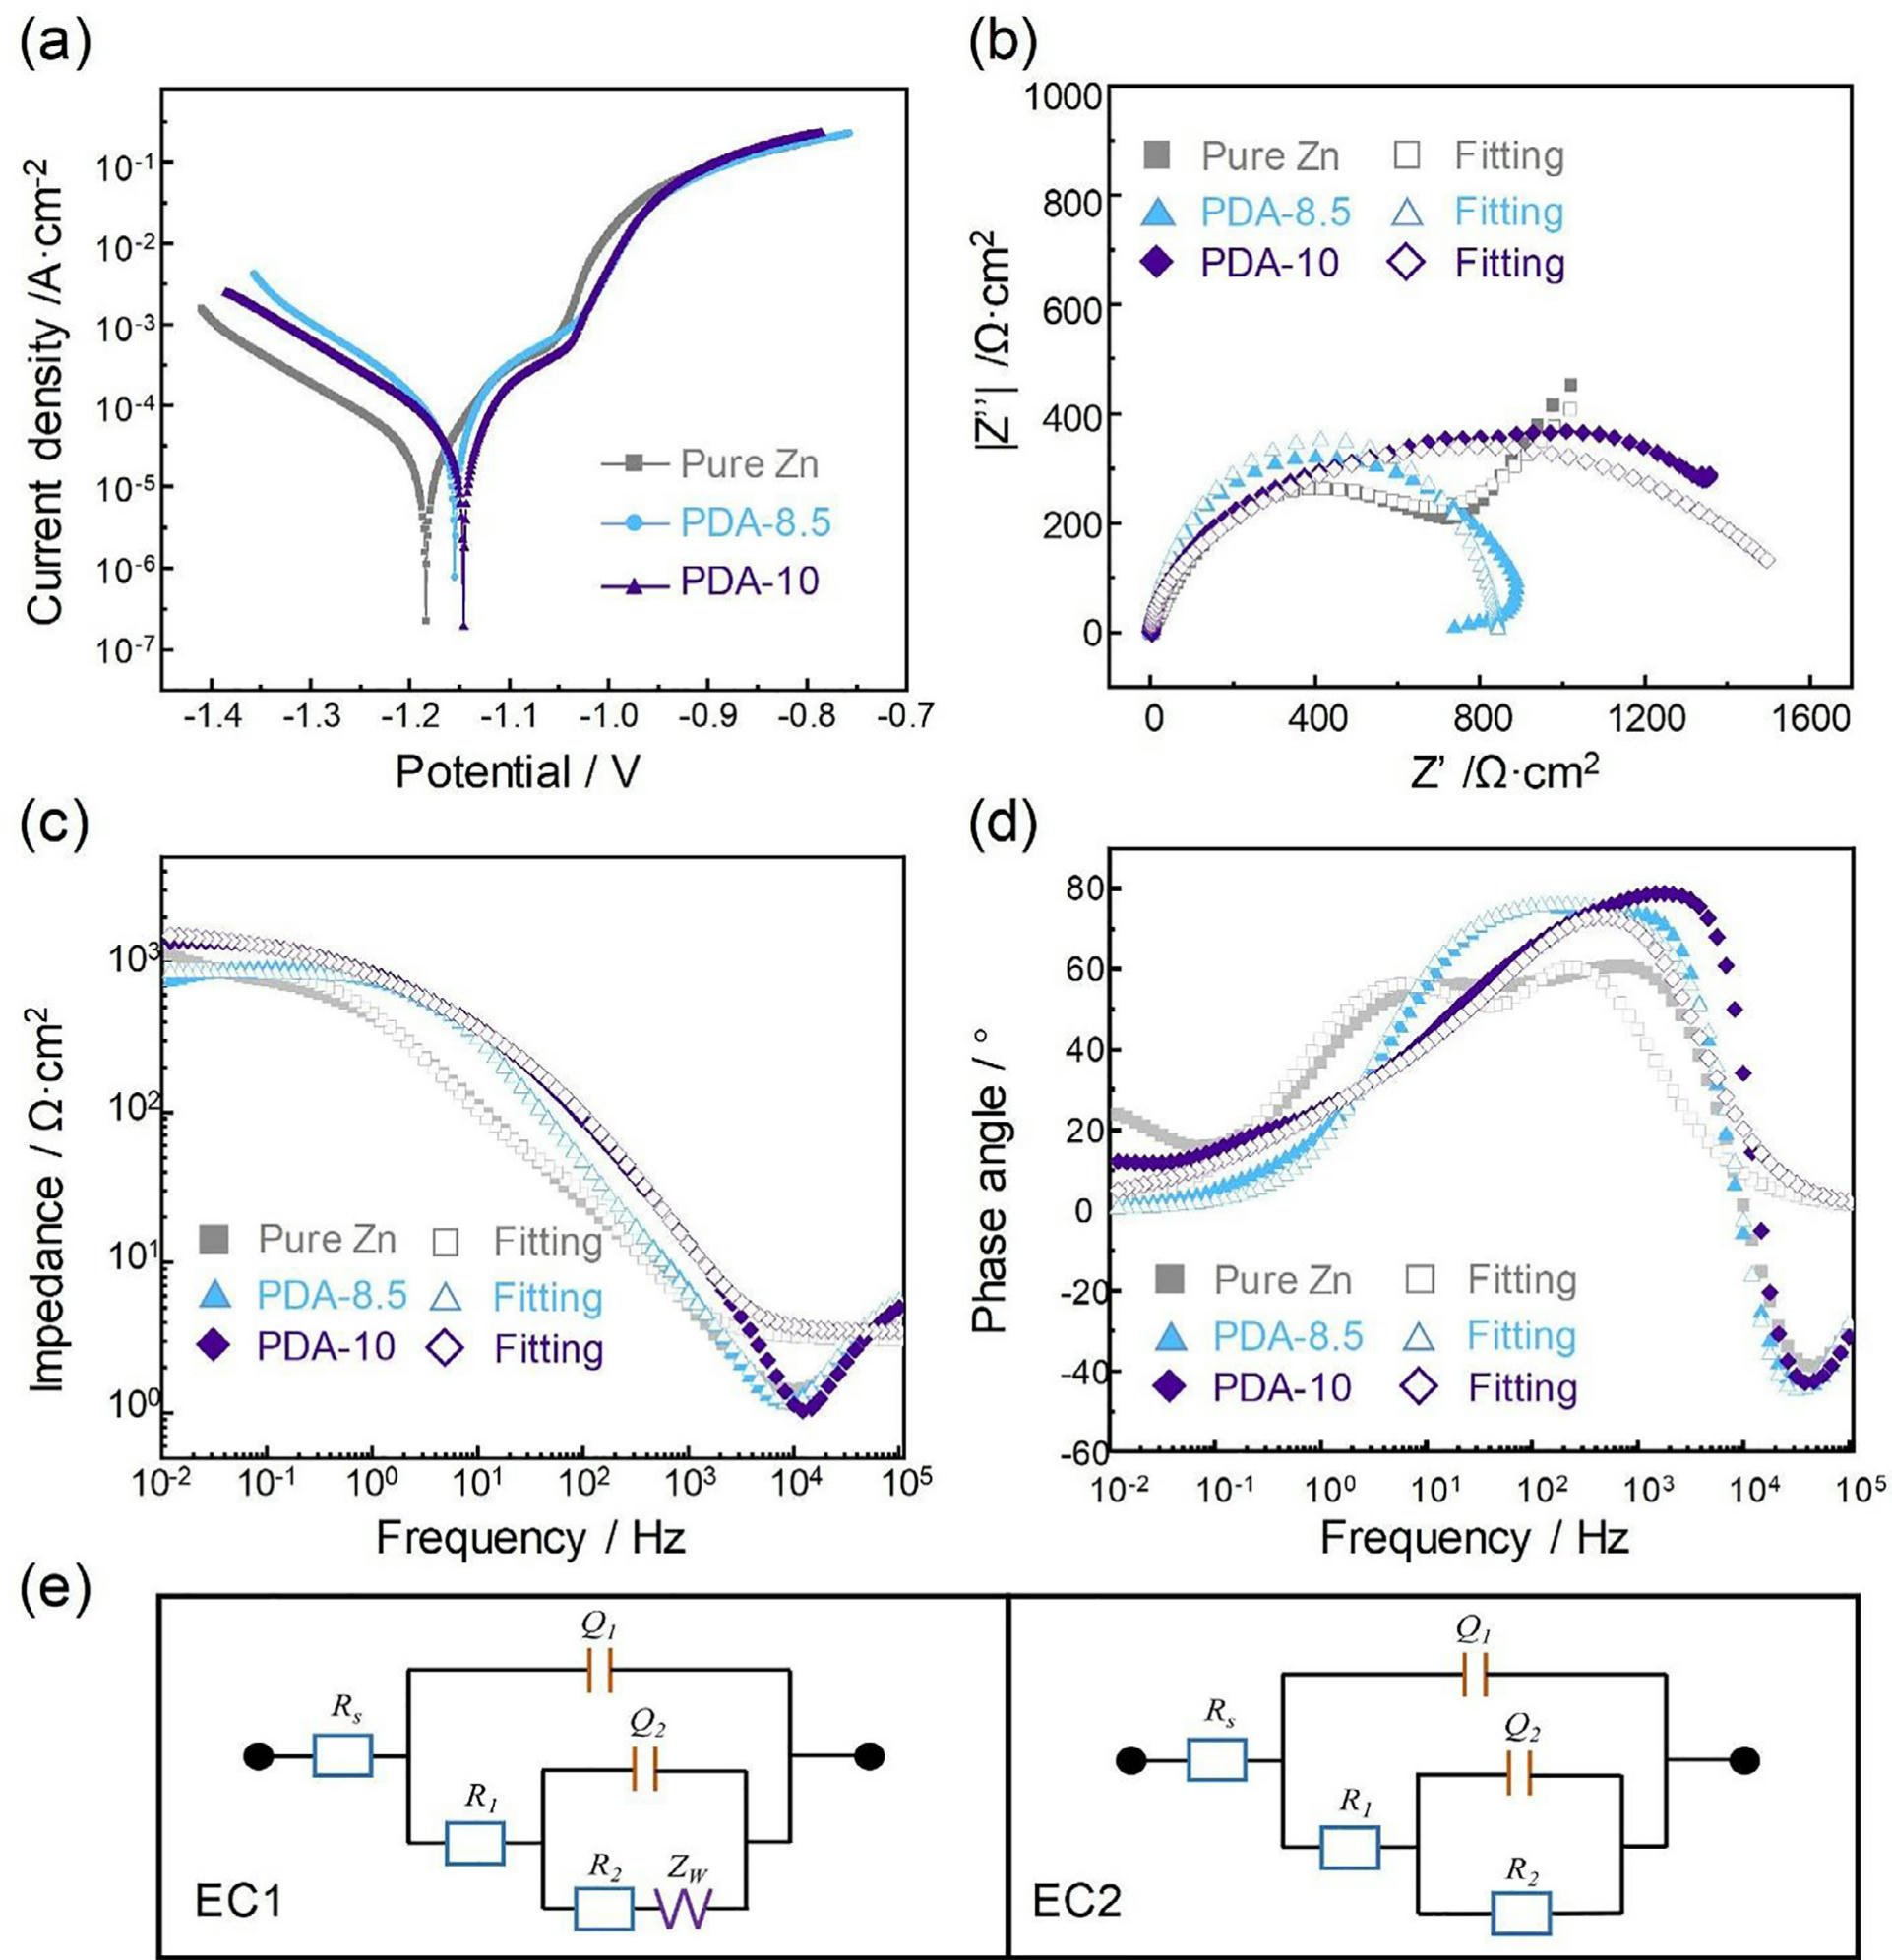 (a)
Current density /A·cm-2
10-1
10-2
10-3
10-4
10-5
10-6
10-7
Pure Zn
PDA-8.5
PDA-10
-1.4 -1.3 -1.2 -1.1 -1.0 -0.9 -0.8 -0.7
Potential / V
(b)
|Z''| /Ω·cm2
1000
800
600
400
200
0
Pure Zn Fitting
PDA-8.5 Fitting
PDA-10 Fitting
0 400 800 1200 1600
Z' /Ω·cm2
(c)
Impedance / Ω·cm2
103
102
101
100
Pure Zn Fitting
PDA-8.5 Fitting
PDA-10 Fitting
10-2 10-1 100 101 102 103 104 105
Frequency / Hz
(d)
Phase angle / °
80
60
40
20
0
-20
-40
-60
Pure Zn Fitting
PDA-8.5 Fitting
PDA-10 Fitting
10-2 10-1 100 101 102 103 104 105
Frequency / Hz
(e)
Q1
Rs
Q2
R1
R2 ZW
EC1
Q1
Rs
Q2
R1
R2
EC2